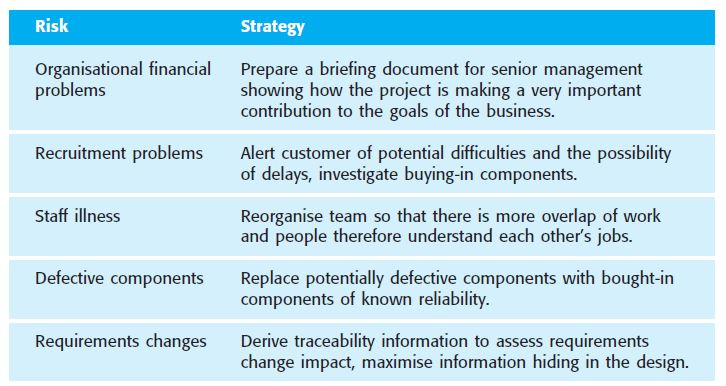 Risk Strategy
Organisational financial Prepare a briefing document for senior management
problems showing how the project is making a very important
contribution to the goals of the business.
Recruitment problems Alert customer of potential difficulties and the possibility
of delays, investigate buying-in components.
Staff illness Reorganise team so that there is more overlap of work
and people therefore understand each other's jobs.
Defective components Replace potentially defective components with bought-in
components of known reliability.
Requirements changes Derive traceability information to assess requirements
change impact, maximise information hiding in the design.